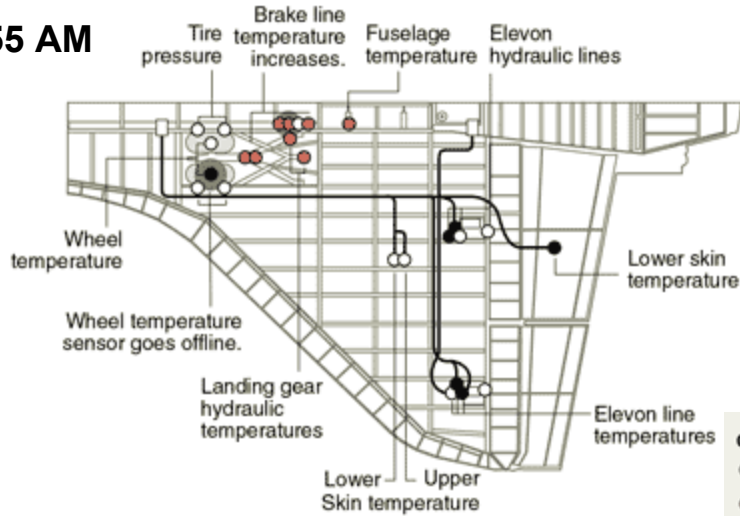 55 AM
Tire
pressure
Brake line
temperature
increases.
Fuselage
temperature
Elevon
hydraulic lines
Wheel
temperature
Lower skin
temperature
Wheel temperature
sensor goes offline.
Landing gear
hydraulic
temperatures
Elevon line
temperatures
Lower Upper
Skin temperature